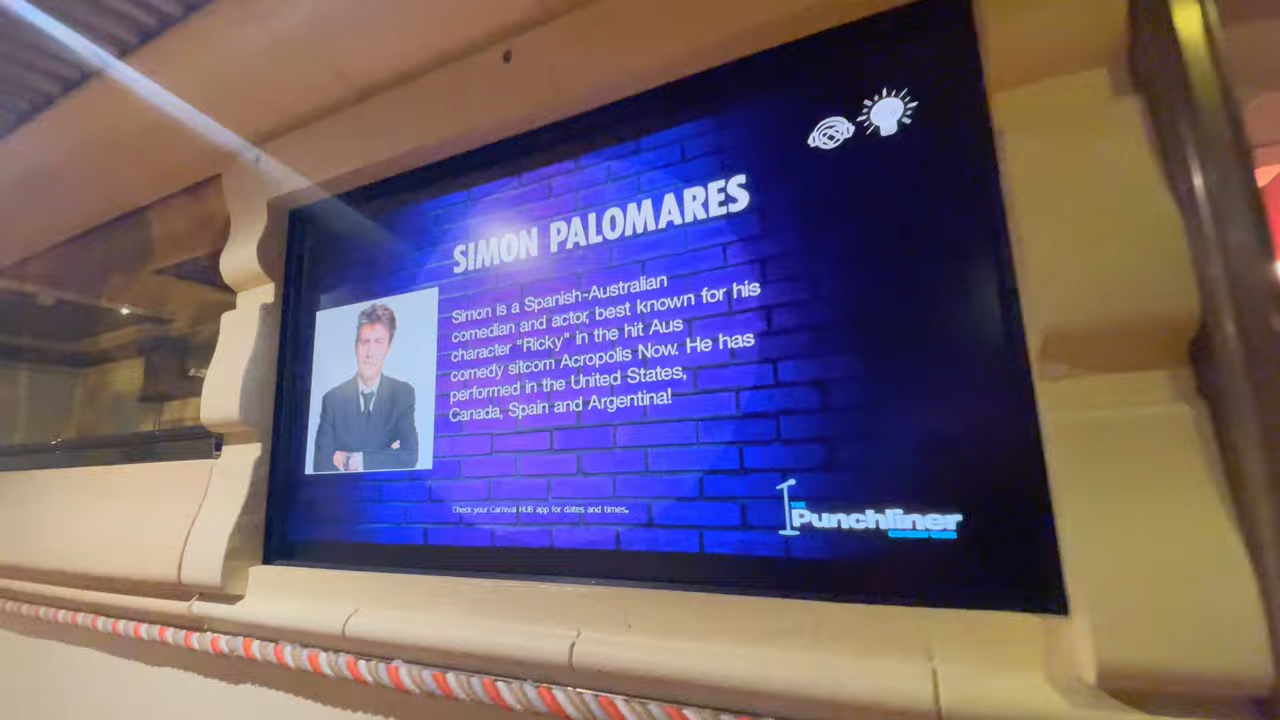 SIMON PALOMARES
Simon is a Spanish-Australian
comedian and actor, best known for his
character "Ricky" in the hit Aus
comedy sitcom Acropolis Now. He has
performed in the United States,
Canada, Spain and Argentina!
Check your Carnival HUB app for dates and times.
THE
Punchliner